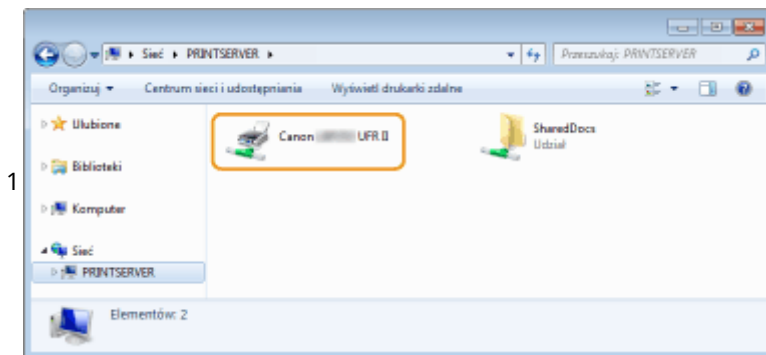 Sieć ▸ PRINTSERVER ▸
Przeszukaj: PRINTSERVER
Organizuj Centrum sieci i udostępniania Wyświetl drukarki zdalne
Ulubione
Canon UFR II
SharedDocs
Udział
Biblioteki
1
Komputer
Sieć
PRINTSERVER
Elementów: 2